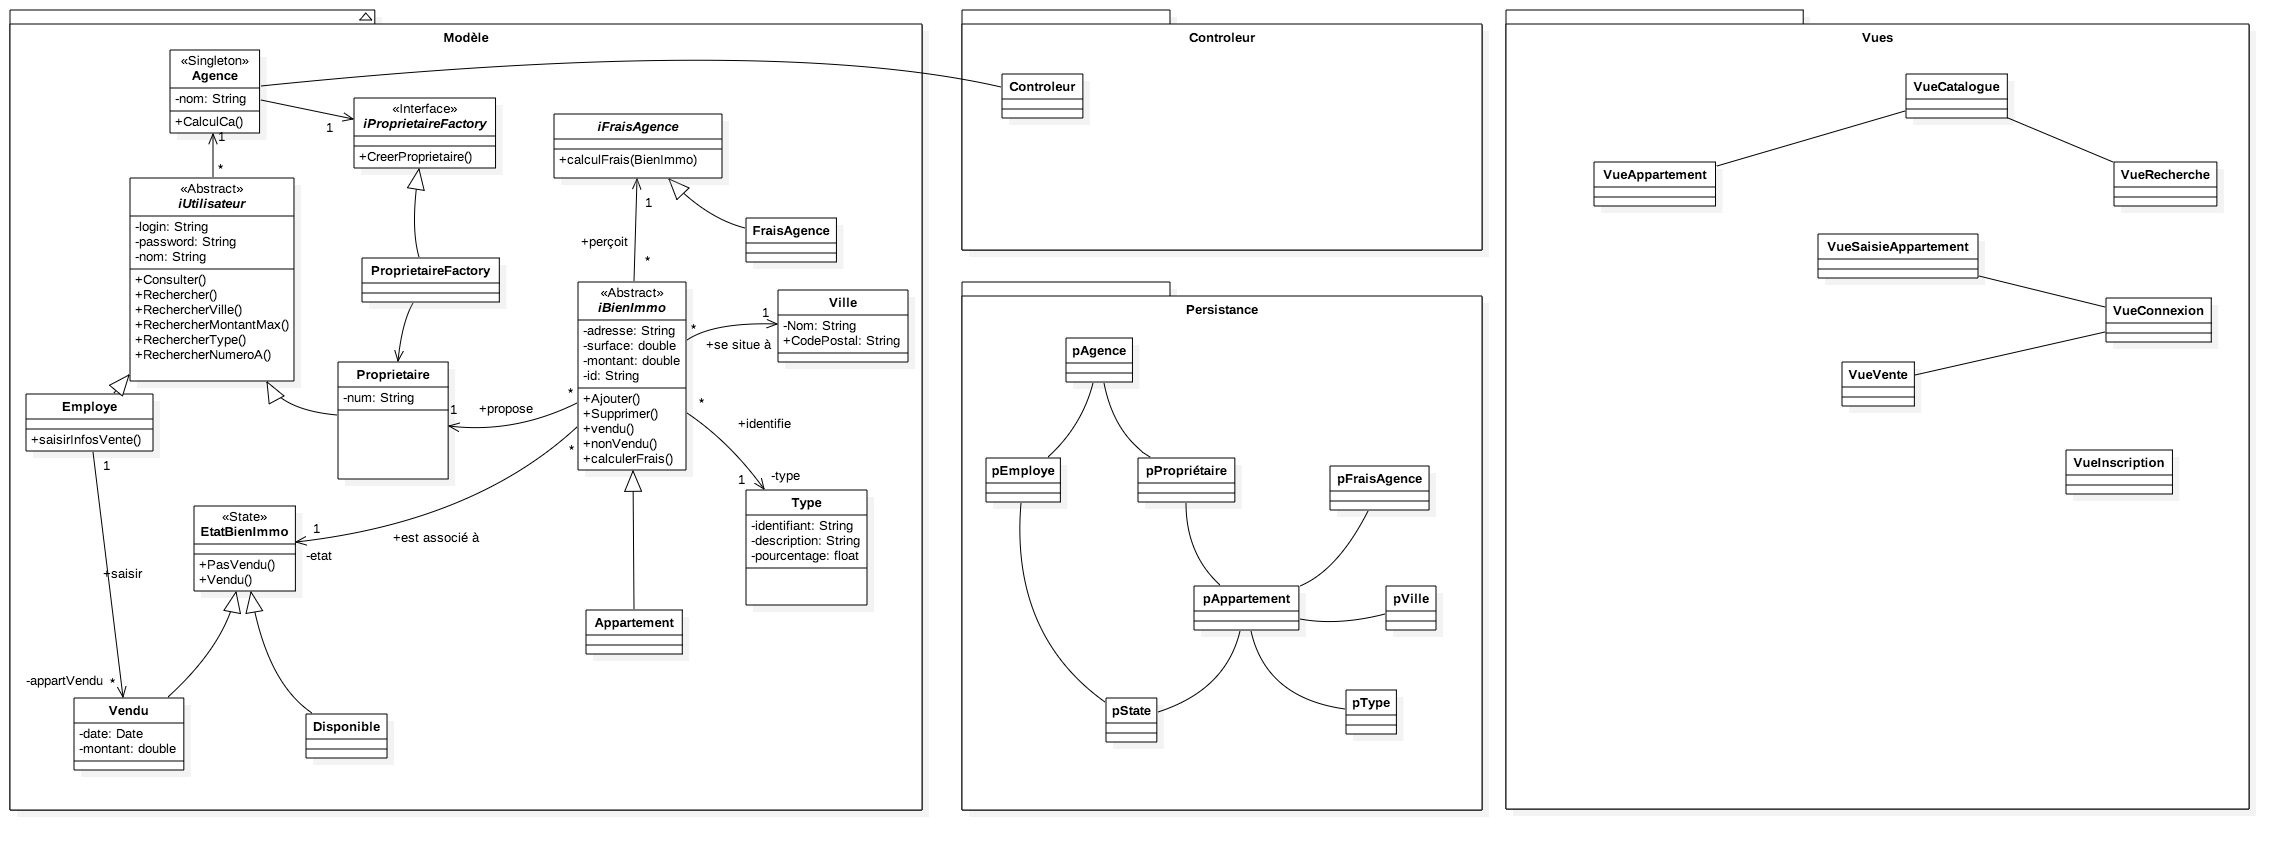 Modèle
«Singleton»
Agence
-nom: String
+CalculCa()
1
*
1
«Interface»
iProprietaireFactory
+CreerProprietaire()
iFraisAgence
+calculFrais(BienImmo)
1
+perçoit
*
FraisAgence
«Abstract»
iUtilisateur
-login: String
-password: String
-nom: String
+Consulter()
+Rechercher()
+RechercherVille()
+RechercherMontantMax()
+RechercherType()
+RechercherNumeroA()
ProprietaireFactory
Proprietaire
-num: String
1
+propose
*
«Abstract»
iBienImmo
-adresse: String
-surface: double
-montant: double
-id: String
+Ajouter()
+Supprimer()
+vendu()
+nonVendu()
+calculerFrais()
*
1
+se situe à
Ville
-Nom: String
+CodePostal: String
*
+identifie
1
-type
Type
-identifiant: String
-description: String
-pourcentage: float
Employe
+saisirInfosVente()
1
+saisir
-appartVendu
*
«State»
EtatBienImmo
+PasVendu()
+Vendu()
*
1
-etat
+est associé à
Appartement
Vendu
-date: Date
-montant: double
Disponible
Controleur
Controleur
Persistance
pAgence
pEmploye
pPropriétaire
pFraisAgence
pAppartement
pVille
pState
pType
Vues
VueCatalogue
VueAppartement
VueRecherche
VueSaisieAppartement
VueConnexion
VueVente
VueInscription